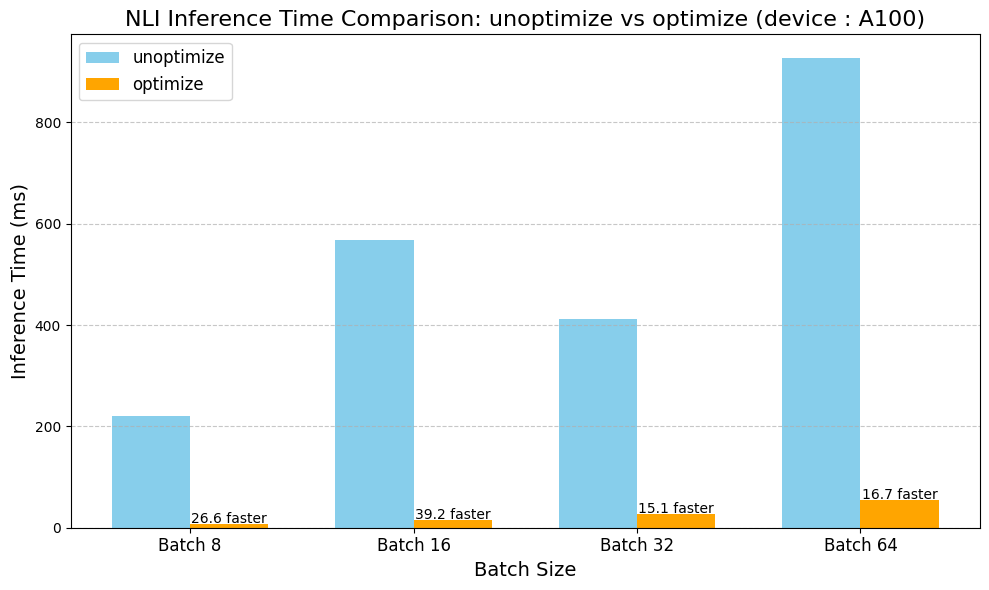 NLI Inference Time Comparison: unoptimize vs optimize (device : A100)
unoptimize
optimize
Inference Time (ms)
800
600
400
200
0
26.6 faster
39.2 faster
15.1 faster
16.7 faster
Batch 8
Batch 16
Batch 32
Batch 64
Batch Size